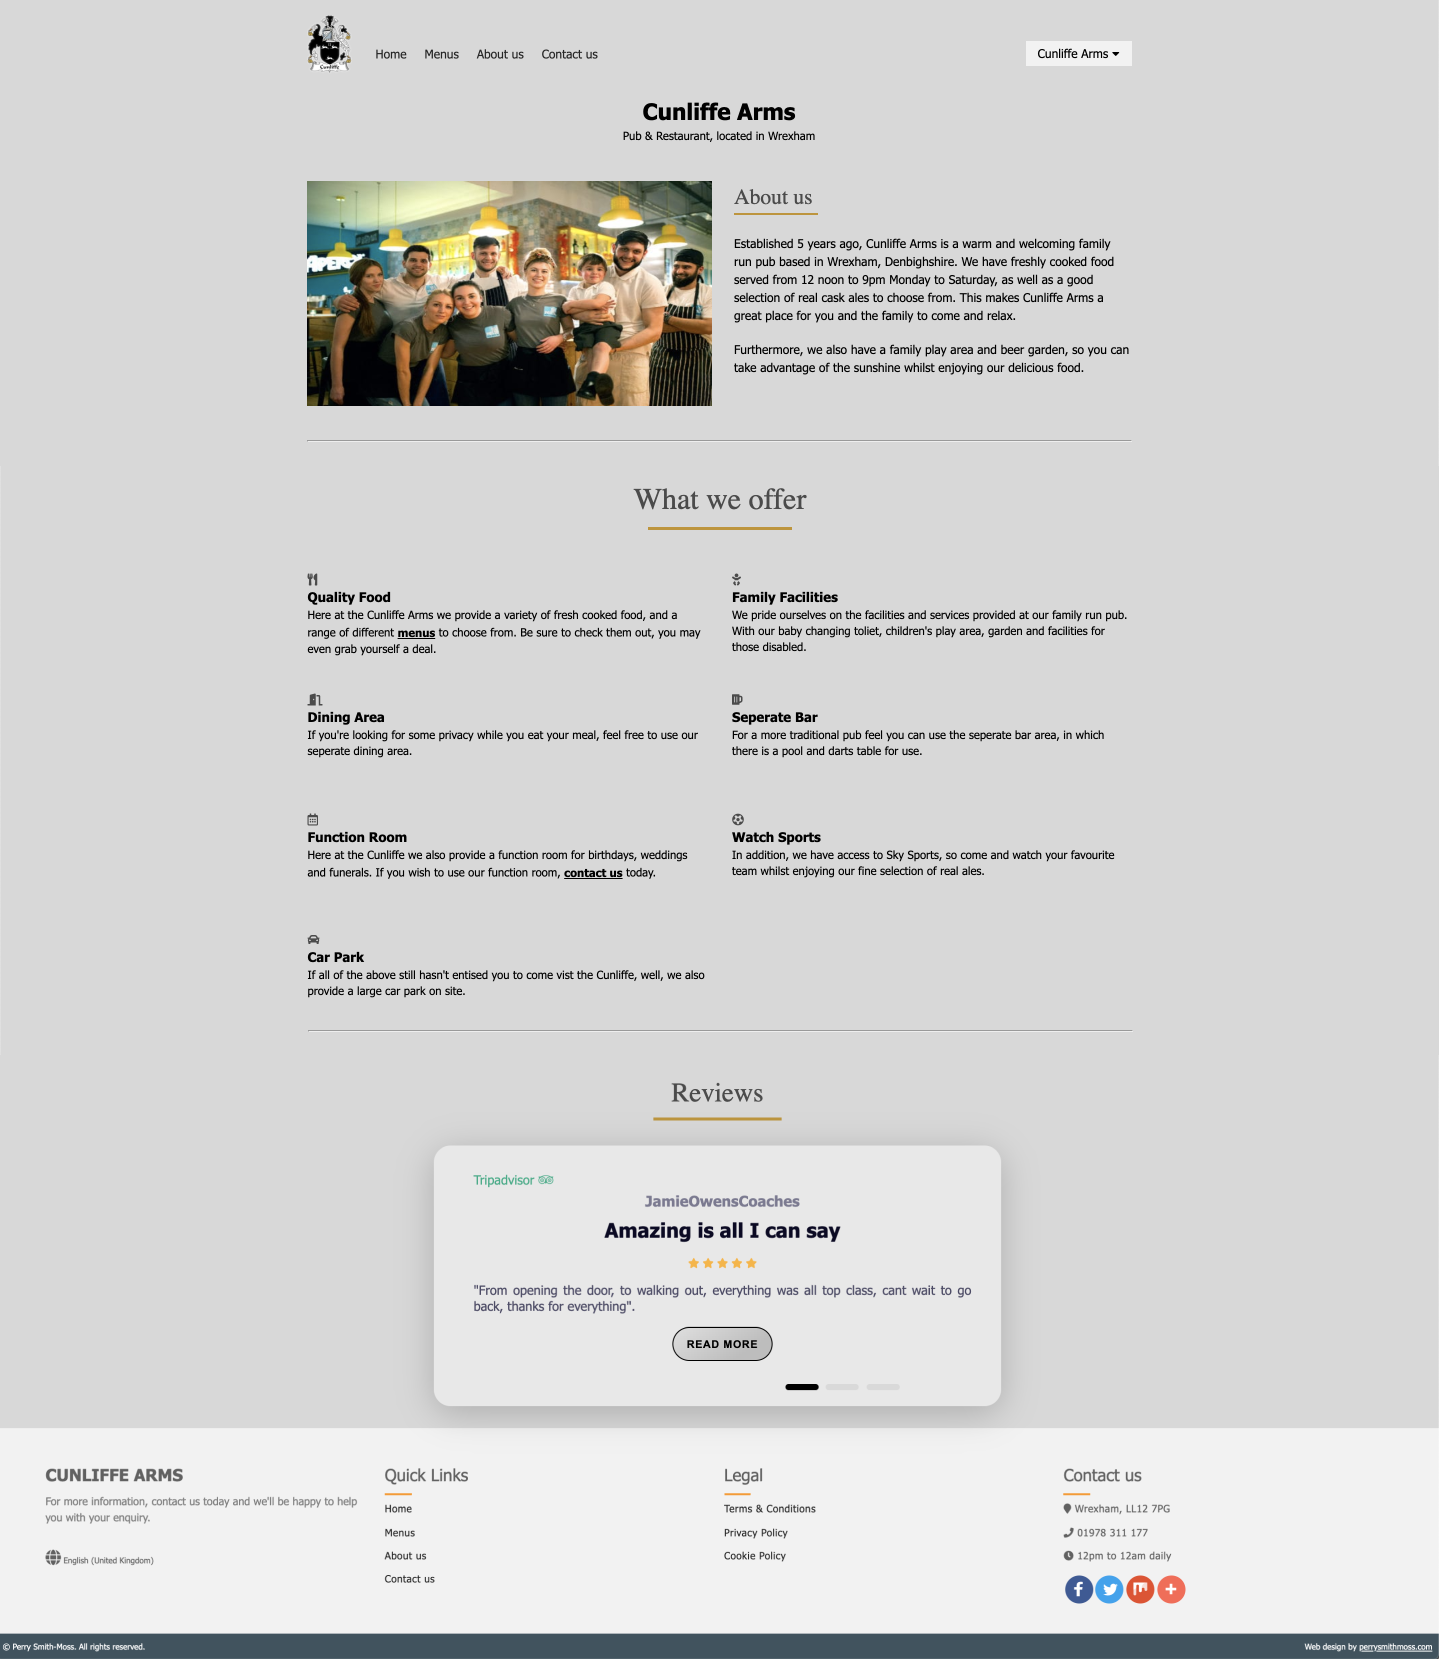 Cunliffe
Home Menus About us Contact us
Cunliffe Arms
Cunliffe Arms
Pub & Restaurant, located in Wrexham
APER
About us
Established 5 years ago, Cunliffe Arms is a warm and welcoming family
run pub based in Wrexham, Denbighshire. We have freshly cooked food
served from 12 noon to 9pm Monday to Saturday, as well as a good
selection of real cask ales to choose from. This makes Cunliffe Arms a
great place for you and the family to come and relax.
Furthermore, we also have a family play area and beer garden, so you can
take advantage of the sunshine whilst enjoying our delicious food.
What we offer
Quality Food
Here at the Cunliffe Arms we provide a variety of fresh cooked food, and a
range of different menus to choose from. Be sure to check them out, you may
even grab yourself a deal.
Family Facilities
We pride ourselves on the facilities and services provided at our family run pub.
With our baby changing toliet, children's play area, garden and facilities for
those disabled.
Dining Area
If you're looking for some privacy while you eat your meal, feel free to use our
seperate dining area.
Seperate Bar
For a more traditional pub feel you can use the seperate bar area, in which
there is a pool and darts table for use.
Function Room
Here at the Cunliffe we also provide a function room for birthdays, weddings
and funerals. If you wish to use our function room, contact us today.
Watch Sports
In addition, we have access to Sky Sports, so come and watch your favourite
team whilst enjoying our fine selection of real ales.
Car Park
If all of the above still hasn't entised you to come vist the Cunliffe, well, we also
provide a large car park on site.
Reviews
Tripadvisor
JamieOwensCoaches
Amazing is all I can say
"From opening the door, to walking out, everything was all top class, cant wait to go
back, thanks for everything".
READ MORE
CUNLIFFE ARMS
For more information, contact us today and we'll be happy to help
you with your enquiry.
English (United Kingdom)
Quick Links
Home
Menus
About us
Contact us
Legal
Terms & Conditions
Privacy Policy
Cookie Policy
Contact us
Wrexham, LL12 7PG
01978 311 177
12pm to 12am daily
© Perry Smith-Moss. All rights reserved.
Web design by perrysmithmoss.com